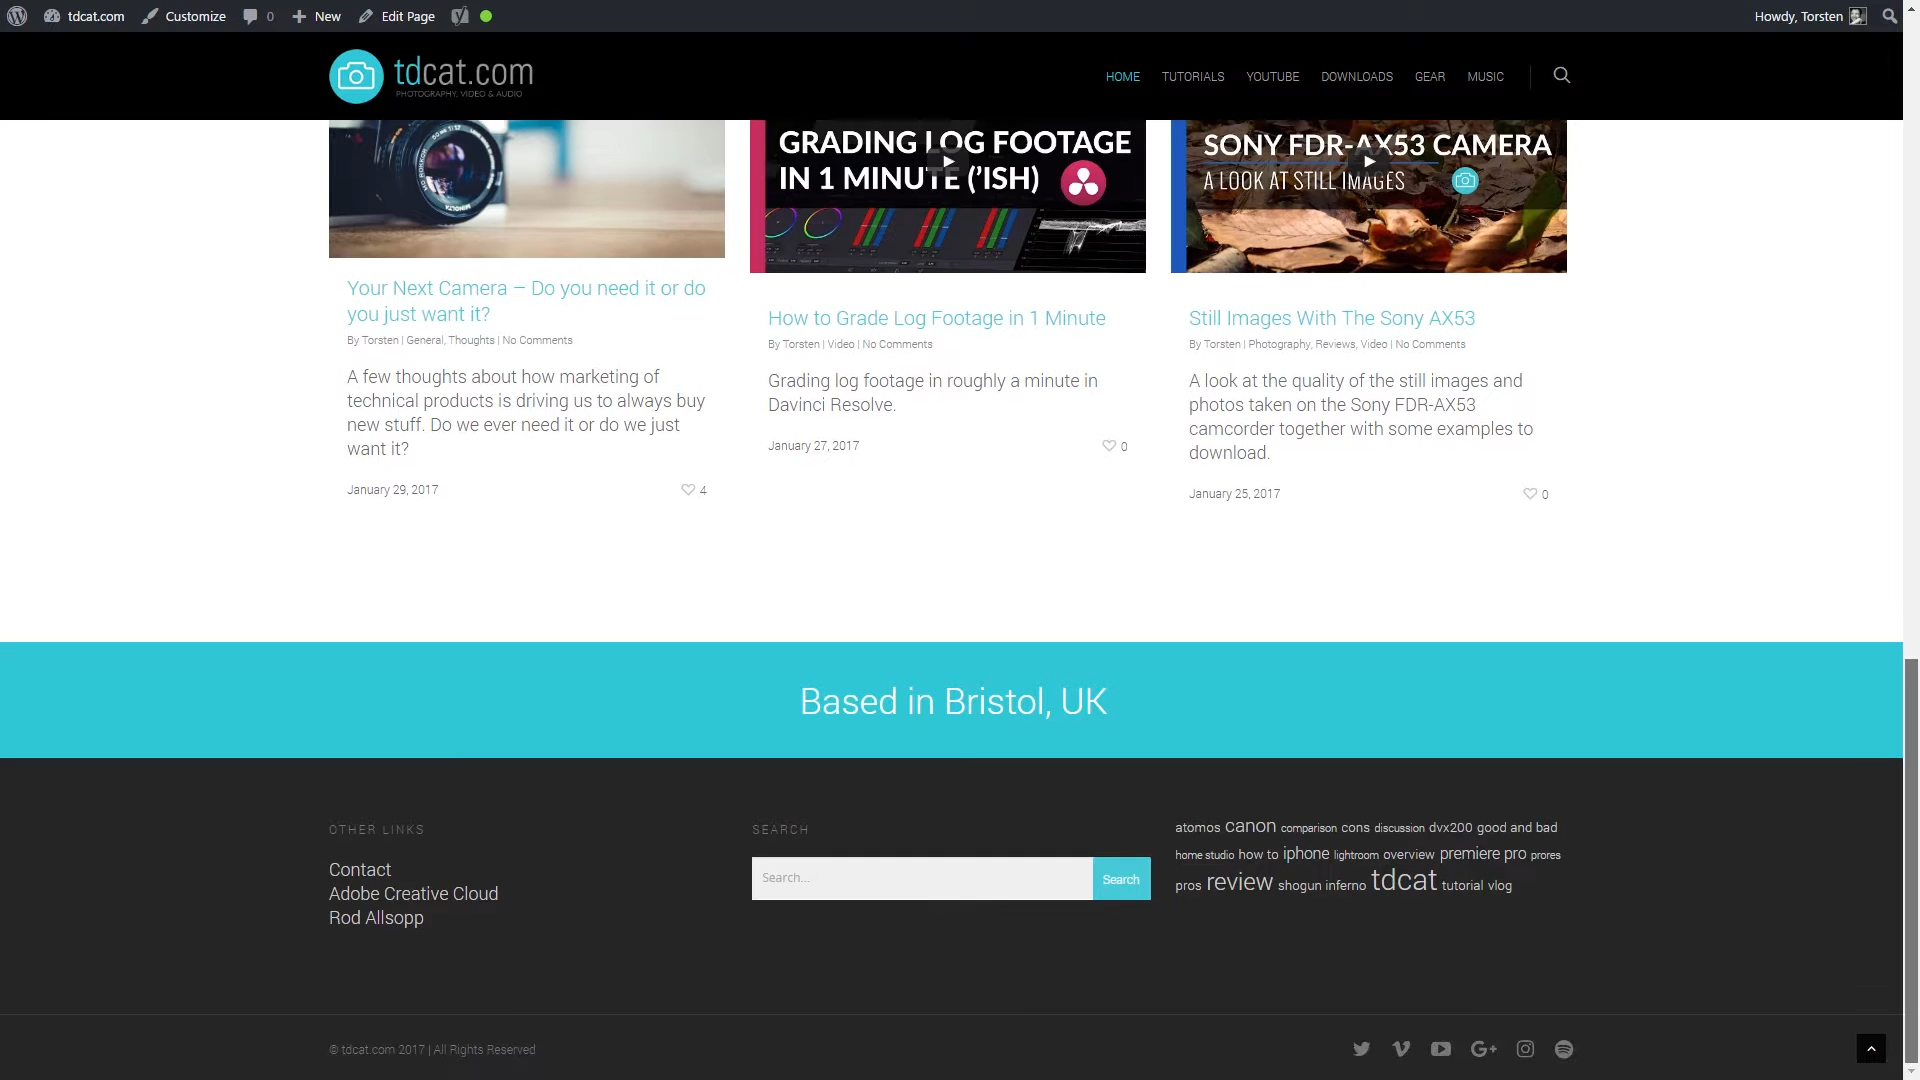 tdcat.com Customize 0 New Edit Page Howdy, Torsten
tdcat.com
PHOTOGRAPHY, VIDEO & AUDIO
HOME TUTORIALS YOUTUBE DOWNLOADS GEAR MUSIC
MINOLTA
GRADING LOG FOOTAGE
IN 1 MINUTE ('ISH)
SONY FDR-AX53 CAMERA
A LOOK AT STILL IMAGES
Your Next Camera – Do you need it or do
you just want it?
By Torsten | General, Thoughts | No Comments
A few thoughts about how marketing of
technical products is driving us to always buy
new stuff. Do we ever need it or do we just
want it?
January 29, 2017 4
How to Grade Log Footage in 1 Minute
By Torsten | Video | No Comments
Grading log footage in roughly a minute in
Davinci Resolve.
January 27, 2017 0
Still Images With The Sony AX53
By Torsten | Photography, Reviews, Video | No Comments
A look at the quality of the still images and
photos taken on the Sony FDR-AX53
camcorder together with some examples to
download.
January 25, 2017 0
Based in Bristol, UK
OTHER LINKS
Contact
Adobe Creative Cloud
Rod Allsopp
SEARCH
Search... Search
atomos canon comparison cons discussion dvx200 good and bad
home studio how to iphone lightroom overview premiere pro prores
pros review shogun inferno tdcat tutorial vlog
© tdcat.com 2017 | All Rights Reserved